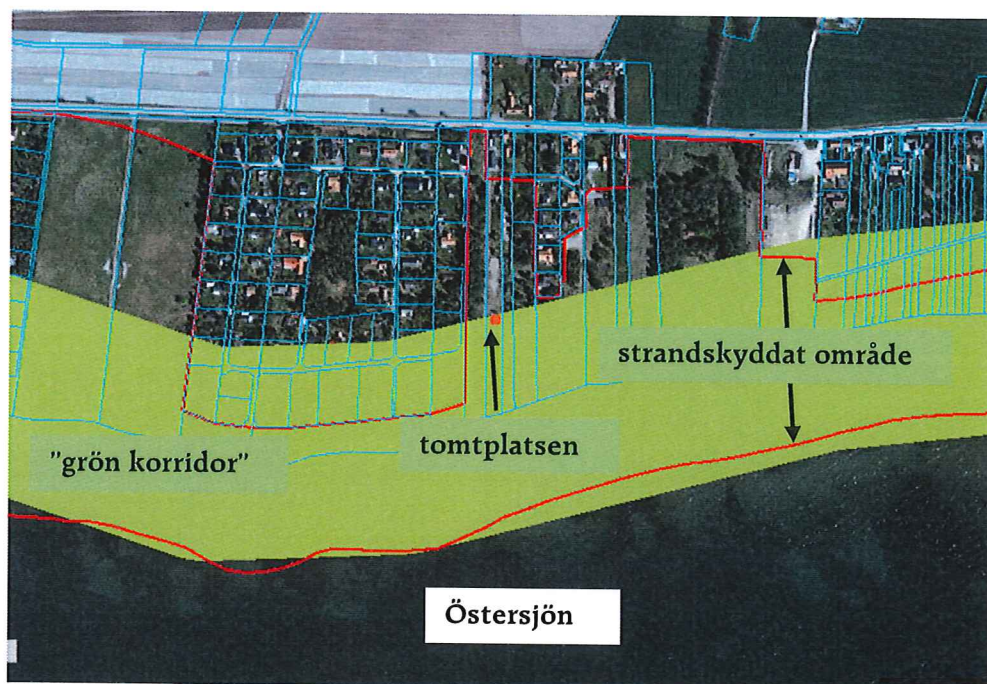 strandskyddat område
tomtplatsen
"grön korridor"
Östersjön